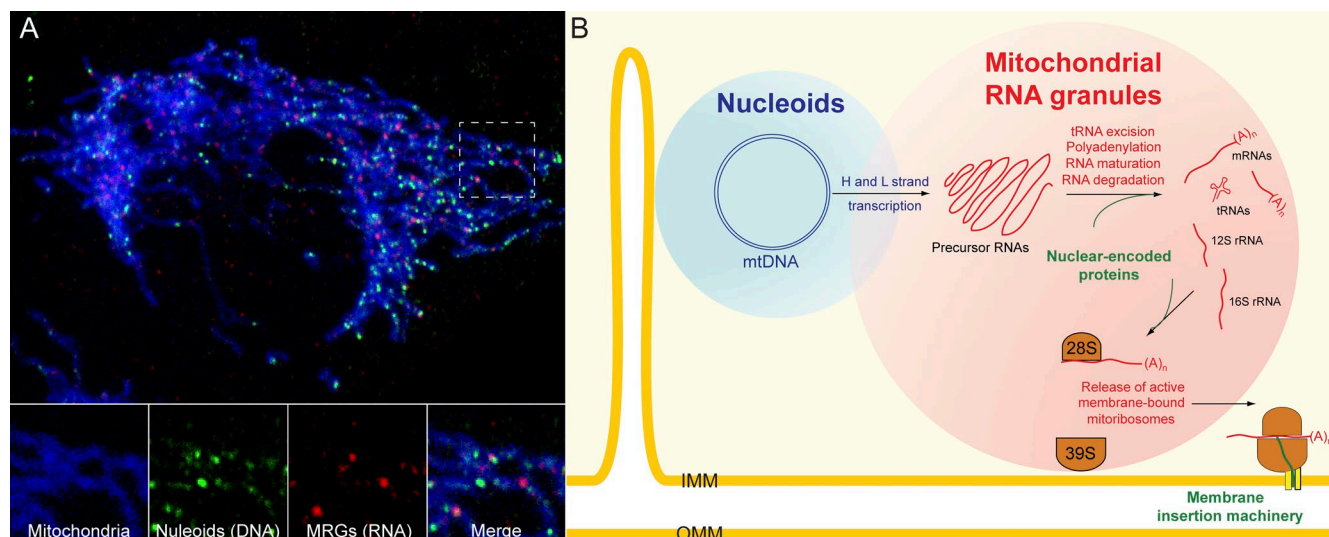 A
Mitochondria
Nuleoids (DNA)
MRGs (RNA)
Merge
B
Nucleoids
mtDNA
H and L strand
transcription
Mitochondrial
RNA granules
Precursor RNAs
tRNA excision
Polyadenylation
RNA maturation
RNA degradation
Nuclear-encoded
proteins
(A)n
mRNAs
(A)n
tRNAs
12S rRNA
16S rRNA
28S
(A)n
Release of active
membrane-bound
mitoribosomes
39S
(A)n
IMM
Membrane
insertion machinery
OMM